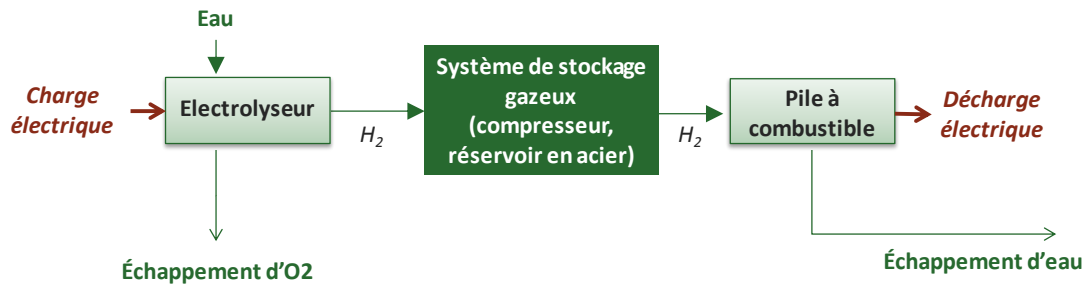 Eau
Charge
électrique
Electrolyseur
H2
Système de stockage
gazeux
(compresseur,
réservoir en acier)
H2
Pile à
combustible
Décharge
électrique
Échappement d'O2
Échappement d'eau